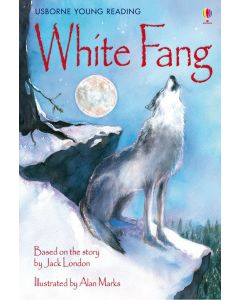 USBORNE YOUNG READING
White Fang
Based on the story
by Jack London
Illustrated by Alan Marks